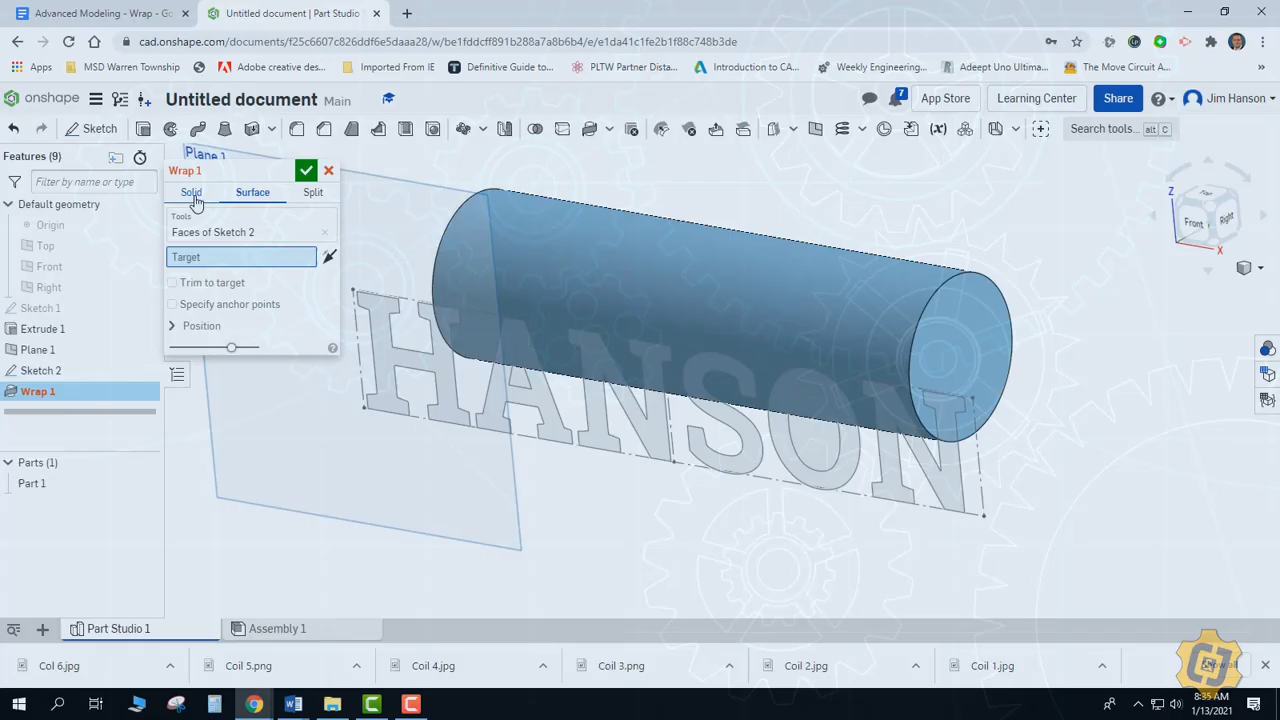 Advanced Modeling - Wrap - Go
Untitled document | Part Studio 1
cad.onshape.com/documents/f25c6607c826ddf6e5daaa28/w/be1fddcff891b288a7a8b6b4/e/e1da41c1fe2b1f88c748b3de
Apps
MSD Warren Township
Adobe creative des...
Imported From IE
Definitive Guide to...
PLTW Partner Dista...
Introduction to CA...
Weekly Engineering...
Adeept Uno Ultima...
The Move Circuit A...
»
onshape
Untitled document Main
7
App Store
Learning Center
Share
Jim Hanson
Sketch
Search tools... alt C
Features (9)
Filter by name or type
Default geometry
Origin
Top
Front
Right
Sketch 1
Extrude 1
Plane 1
Sketch 2
Wrap 1
Parts (1)
Part 1
Plane 1
Wrap 1
Solid Surface Split
Tools
Faces of Sketch 2
Target
Trim to target
Specify anchor points
Position
HANSON
Z
Top
Front
Right
X
Part Studio 1
Assembly 1
Coil 6.jpg
Coil 5.png
Coil 4.jpg
Coil 3.png
Coil 2.jpg
Coil 1.jpg
Show all
8:35 AM
1/13/2021